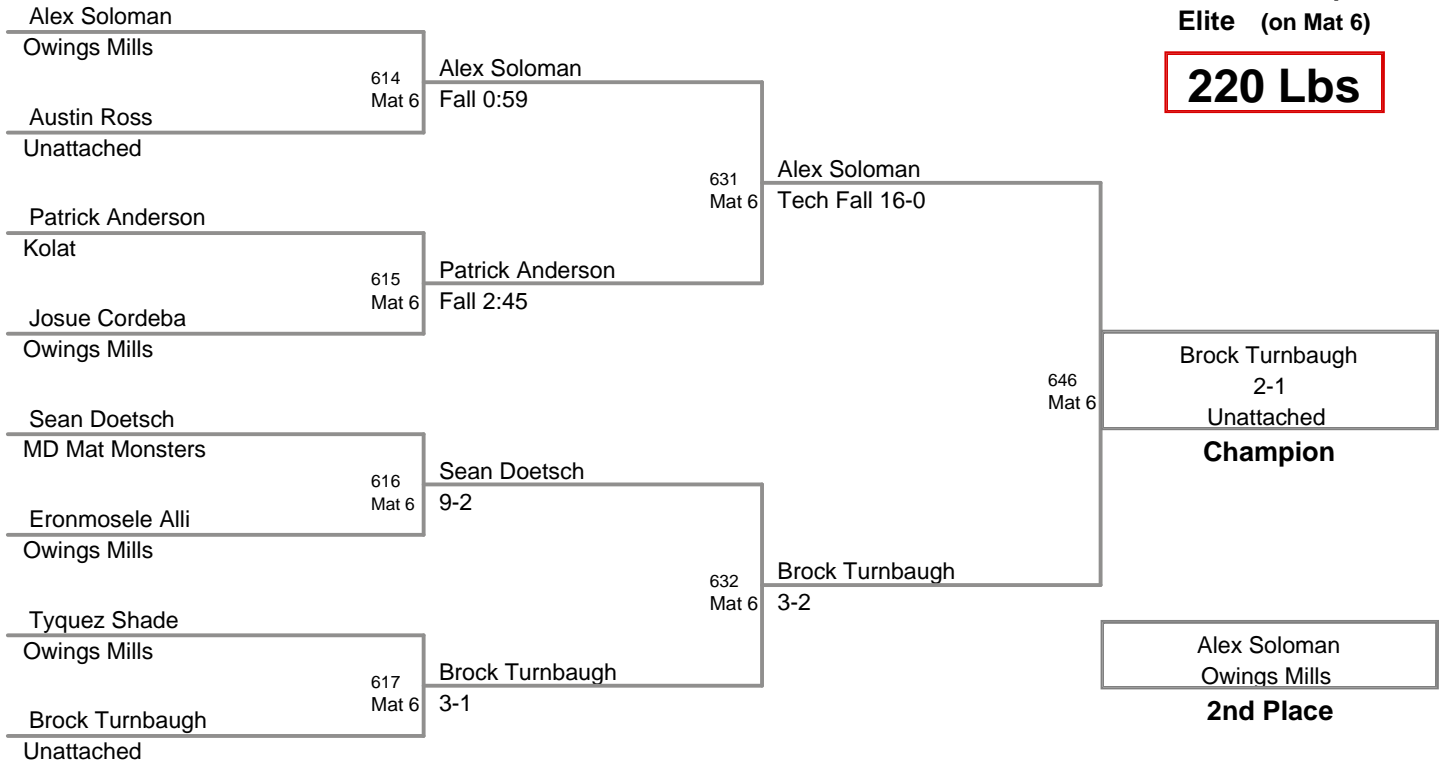 Elite (on Mat 6)
220 Lbs
Alex Soloman
Owings Mills
614
Mat 6
Austin Ross
Unattached
Alex Soloman
Fall 0:59
Patrick Anderson
Kolat
615
Mat 6
Josue Cordeba
Owings Mills
Patrick Anderson
Fall 2:45
631
Mat 6
Alex Soloman
Tech Fall 16-0
Sean Doetsch
MD Mat Monsters
616
Mat 6
Eronmosele Alli
Owings Mills
Sean Doetsch
9-2
Tyquez Shade
Owings Mills
617
Mat 6
Brock Turnbaugh
Unattached
Brock Turnbaugh
3-1
632
Mat 6
Brock Turnbaugh
3-2
646
Mat 6
Brock Turnbaugh
2-1
Unattached
Champion
Alex Soloman
Owings Mills
2nd Place